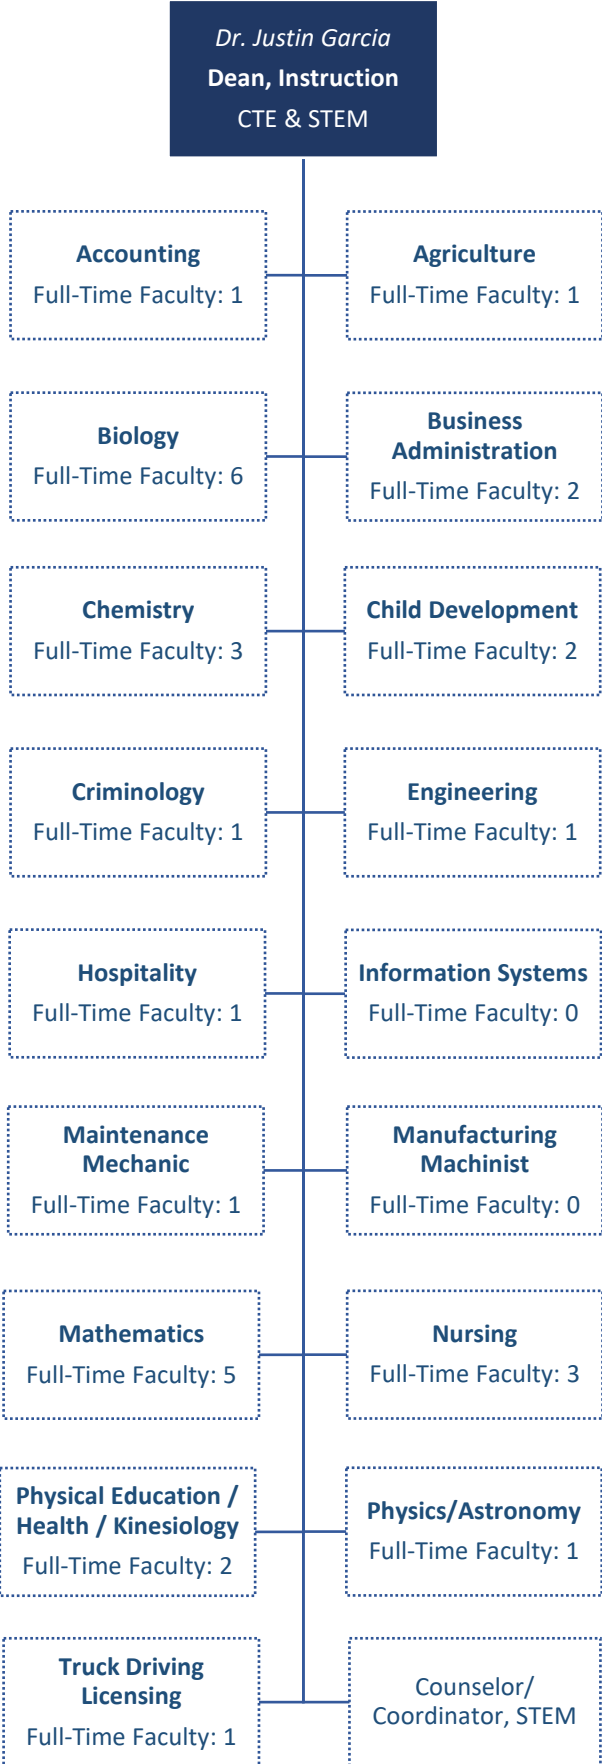 Dr. Justin Garcia
Dean, Instruction
CTE & STEM
Accounting
Full-Time Faculty: 1
Agriculture
Full-Time Faculty: 1
Biology
Full-Time Faculty: 6
Business
Administration
Full-Time Faculty: 2
Chemistry
Full-Time Faculty: 3
Child Development
Full-Time Faculty: 2
Criminology
Full-Time Faculty: 1
Engineering
Full-Time Faculty: 1
Hospitality
Full-Time Faculty: 1
Information Systems
Full-Time Faculty: 0
Maintenance
Mechanic
Full-Time Faculty: 1
Manufacturing
Machinist
Full-Time Faculty: 0
Mathematics
Full-Time Faculty: 5
Nursing
Full-Time Faculty: 3
Physical Education /
Health / Kinesiology
Full-Time Faculty: 2
Physics/Astronomy
Full-Time Faculty: 1
Truck Driving
Licensing
Full-Time Faculty: 1
Counselor/
Coordinator, STEM